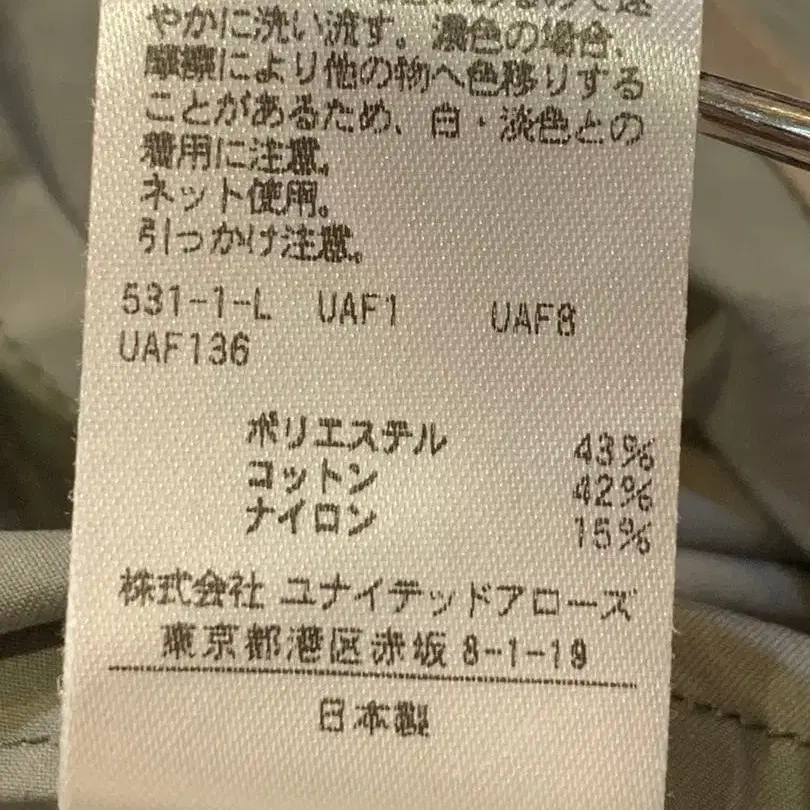 やかに洗い流す。濃色の場合、
摩擦により他の物へ色移りする
ことがあるため、白・淡色との
着用に注意。
ネット使用。
引っかけ注意。
531-1-L UAF1 UAF8
UAF136
ポリエステル 43%
コットン 42%
ナイロン 15%
株式会社 ユナイテッドアローズ
東京都港区赤坂 8-1-19
日本製